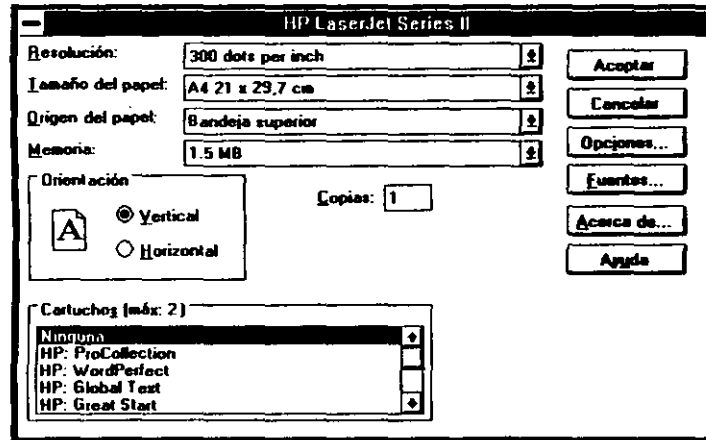 HP LaserJet Series II
Resolución: 300 dots per inch
Tamaño del papel: A4 21 x 29,7 cm
Origen del papel: Bandeja superior
Memoria: 1.5 MB
Orientación
A
Vertical
Horizontal
Copias: 1
Aceptar
Cancelar
Opciones...
Fuentes...
Acerca de...
Ayuda
Cartuchos (máx: 2)
Ninguna
HP: ProCollection
HP: WordPerfect
HP: Global Text
HP: Great Start